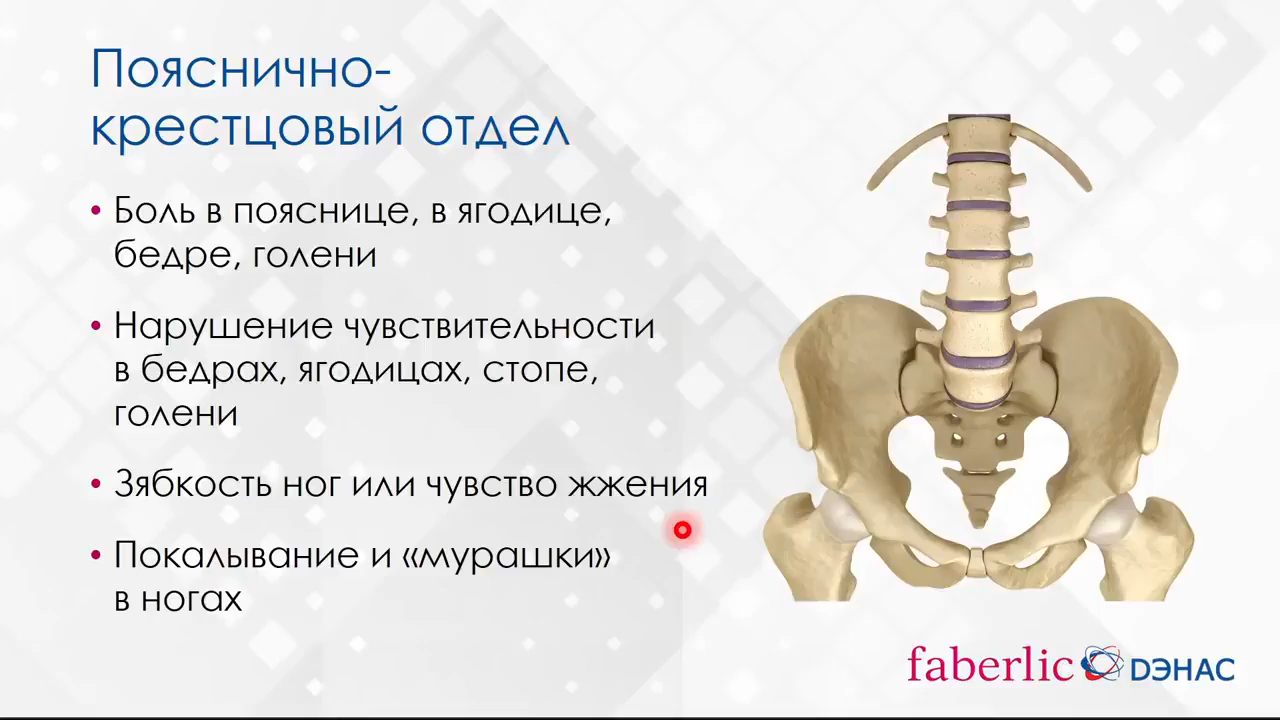 Пояснично-
крестцовый отдел
• Боль в пояснице, в ягодице,
бедре, голени
• Нарушение чувствительности
в бедрах, ягодицах, стопе,
голени
• Зябкость ног или чувство жжения
• Покалывание и «мурашки»
в ногах
faberlic ДЭНАС